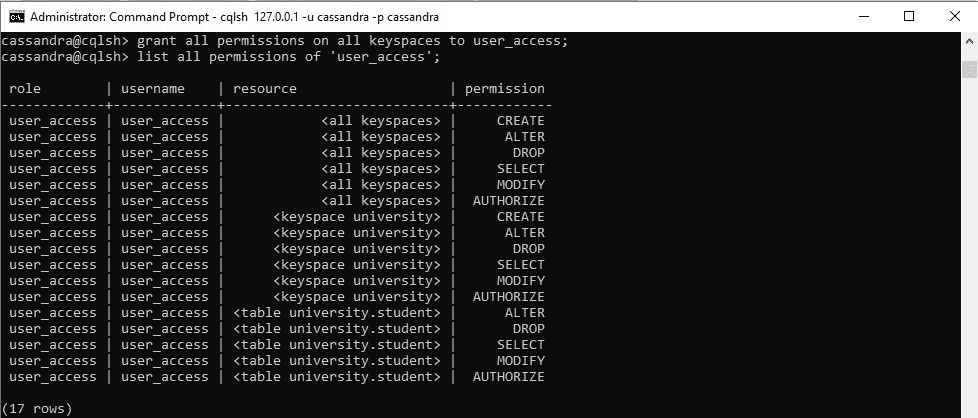 Administrator: Command Prompt - cqlsh 127.0.0.1 -u cassandra -p cassandra
cassandra@cqlsh> grant all permissions on all keyspaces to user_access;
cassandra@cqlsh> list all permissions of 'user_access';
role | username | resource | permission
-------------+-------------+----------------------------+------------
user_access | user_access | <all keyspaces> | CREATE
user_access | user_access | <all keyspaces> | ALTER
user_access | user_access | <all keyspaces> | DROP
user_access | user_access | <all keyspaces> | SELECT
user_access | user_access | <all keyspaces> | MODIFY
user_access | user_access | <all keyspaces> | AUTHORIZE
user_access | user_access | <keyspace university> | CREATE
user_access | user_access | <keyspace university> | ALTER
user_access | user_access | <keyspace university> | DROP
user_access | user_access | <keyspace university> | SELECT
user_access | user_access | <keyspace university> | MODIFY
user_access | user_access | <keyspace university> | AUTHORIZE
user_access | user_access | <table university.student> | ALTER
user_access | user_access | <table university.student> | DROP
user_access | user_access | <table university.student> | SELECT
user_access | user_access | <table university.student> | MODIFY
user_access | user_access | <table university.student> | AUTHORIZE
(17 rows)